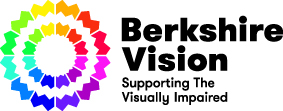 Berkshire
Vision
Supporting The
Visually Impaired